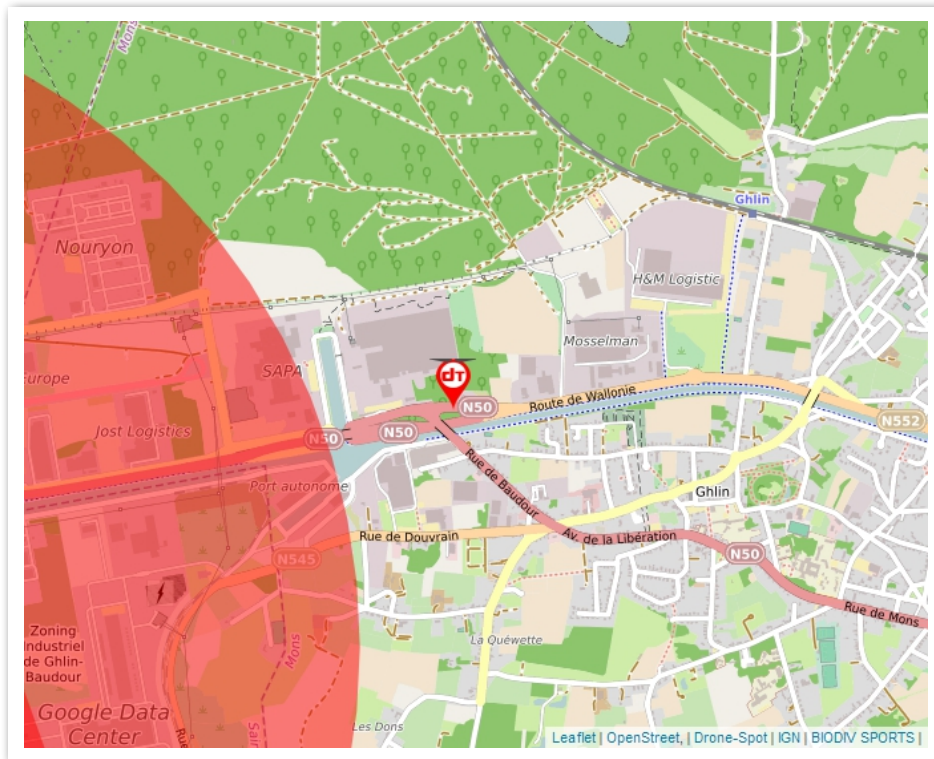 Mons
Nouryon
Ghlin
H&M Logistic
Mosselman
SAPA
Europe
dT
Jost Logistics
N50
N50
N50
Route de Wallonie
N552
Port autonome
Rue de Baudour
Ghlin
Rue de Douvrain
Av. de la Libération
N545
N50
Rue de Mons
Zoning
Industriel
de Ghlin-
Baudour
La Quéwette
Mons
Google Data
Center
Les Dons
Leaflet | OpenStreet, | Drone-Spot | IGN | BIODIV SPORTS |